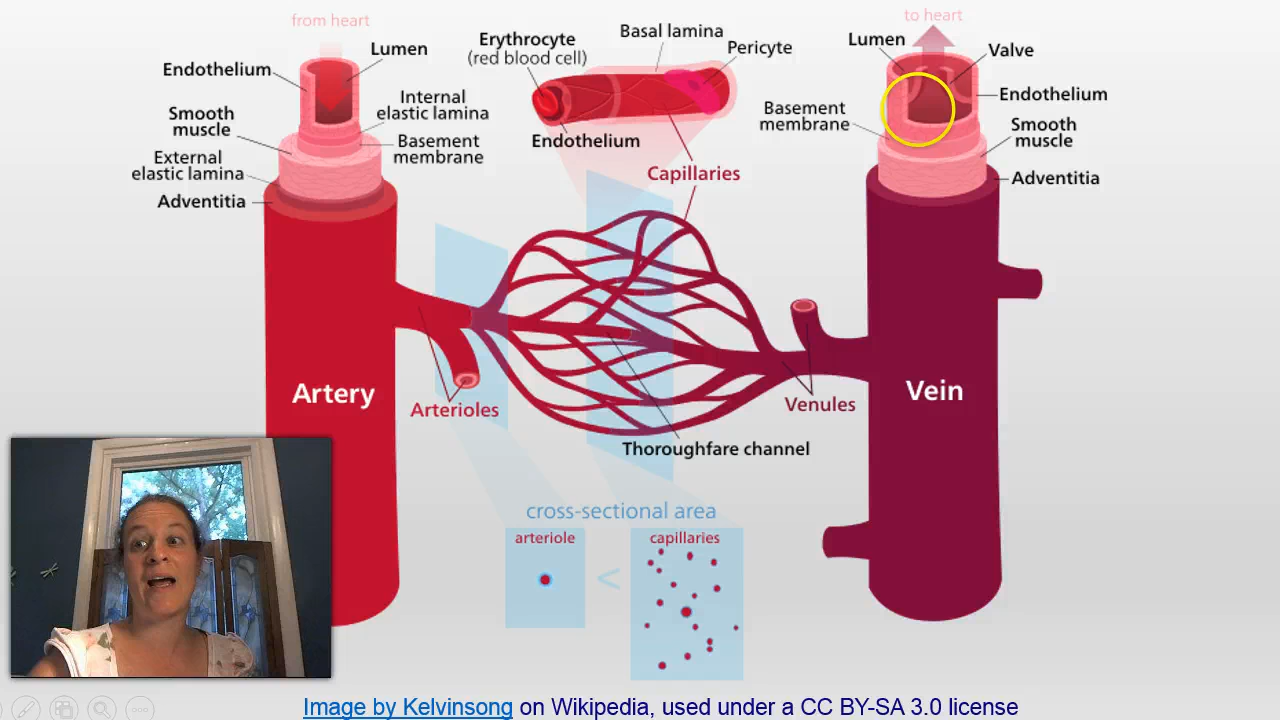 from heart
Lumen
Endothelium
Internal
elastic lamina
Smooth
muscle
Basement
membrane
External
elastic lamina
Adventitia
Artery
Erythrocyte
(red blood cell)
Basal lamina
Pericyte
Endothelium
Capillaries
Arterioles
Venules
Thoroughfare channel
cross-sectional area
arteriole
<
capillaries
to heart
Lumen
Valve
Endothelium
Basement
membrane
Smooth
muscle
Adventitia
Vein
Image by Kelvinsong on Wikipedia, used under a CC BY-SA 3.0 license